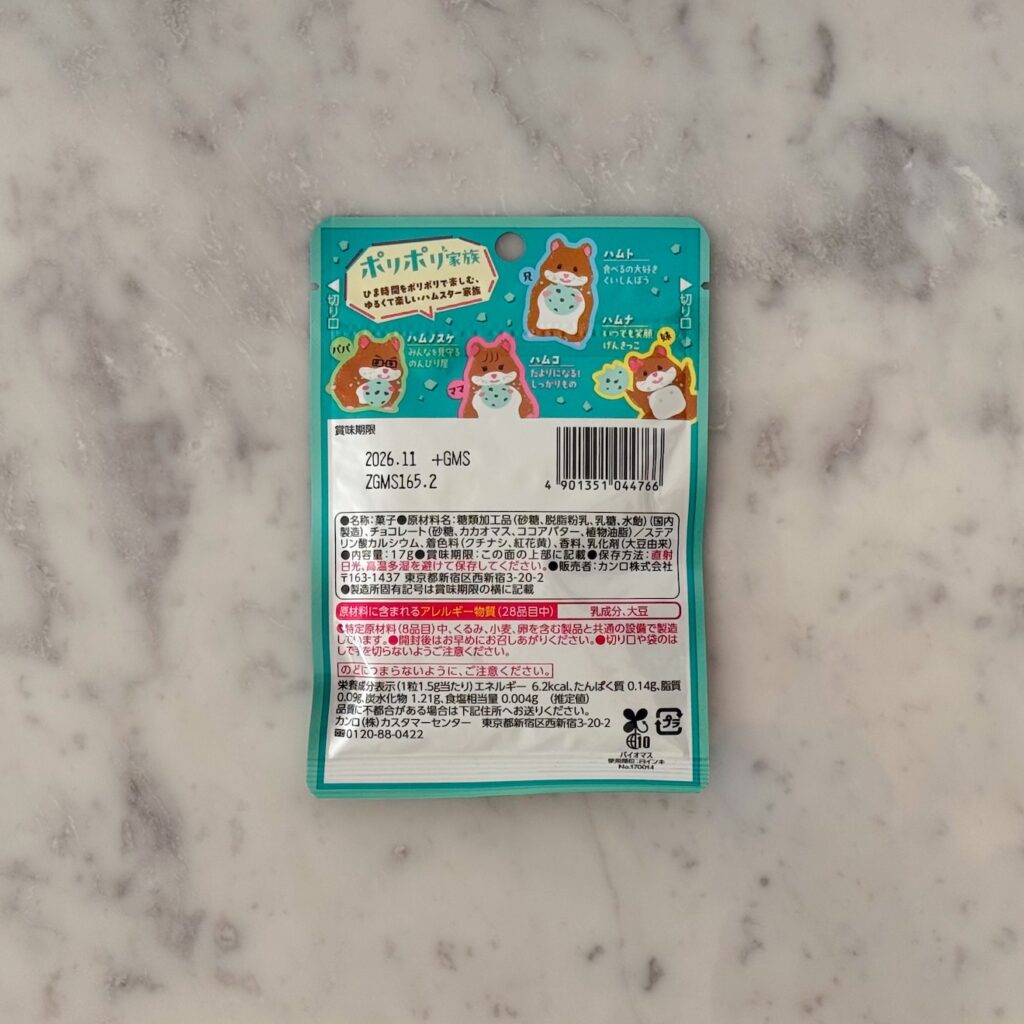 ポリポリ家族
ひま時間をポリポリで楽しむ、
ゆるくて楽しいハムスター家族
兄
ハムト
食べるの大好き
くいしんぼう
切り口
切り口
パパ
ハムノスケ
みんなを見守る
のんびり屋
ママ
ハムコ
たよりになる!
しっかりもの
ハムナ
いつでも笑顔
げんきっこ
妹
賞味期限
2026.11 +GMS
ZGMS165.2
4 901351 044766
●名称:菓子●原材料名:糖類加工品(砂糖、脱脂粉乳、乳糖、水飴)(国内
製造)、チョコレート(砂糖、カカオマス、ココアバター、植物油脂)/ステア
リン酸カルシウム、着色料(クチナシ、紅花黄)、香料、乳化剤(大豆由来)
●内容量:17g●賞味期限:この面の上部に記載●保存方法:直射
日光、高温多湿を避けて保存してください。●販売者:カンロ株式会社
〒163-1437 東京都新宿区西新宿3-20-2
●製造所固有記号は賞味期限の横に記載
原材料に含まれるアレルギー物質(28品目中) 乳成分、大豆
●特定原材料(8品目)中、くるみ、小麦、卵を含む製品と共通の設備で製造
しています。●開封後はお早めにお召しあがりください。●切り口や袋のは
しで手を切らないようご注意ください。
のどにつまらないように、ご注意ください。
栄養成分表示(1粒1.5g当たり)エネルギー 6.2kcal、たんぱく質 0.14g、脂質
0.09g、炭水化物 1.21g、食塩相当量 0.004g (推定値)
品質に不都合がある場合は下記住所へお送りください。
カンロ(株)カスタマーセンター 東京都新宿区西新宿3-20-2
0120-88-0422
10
プラ
バイオマス
使用部位:印インキ
No.170014